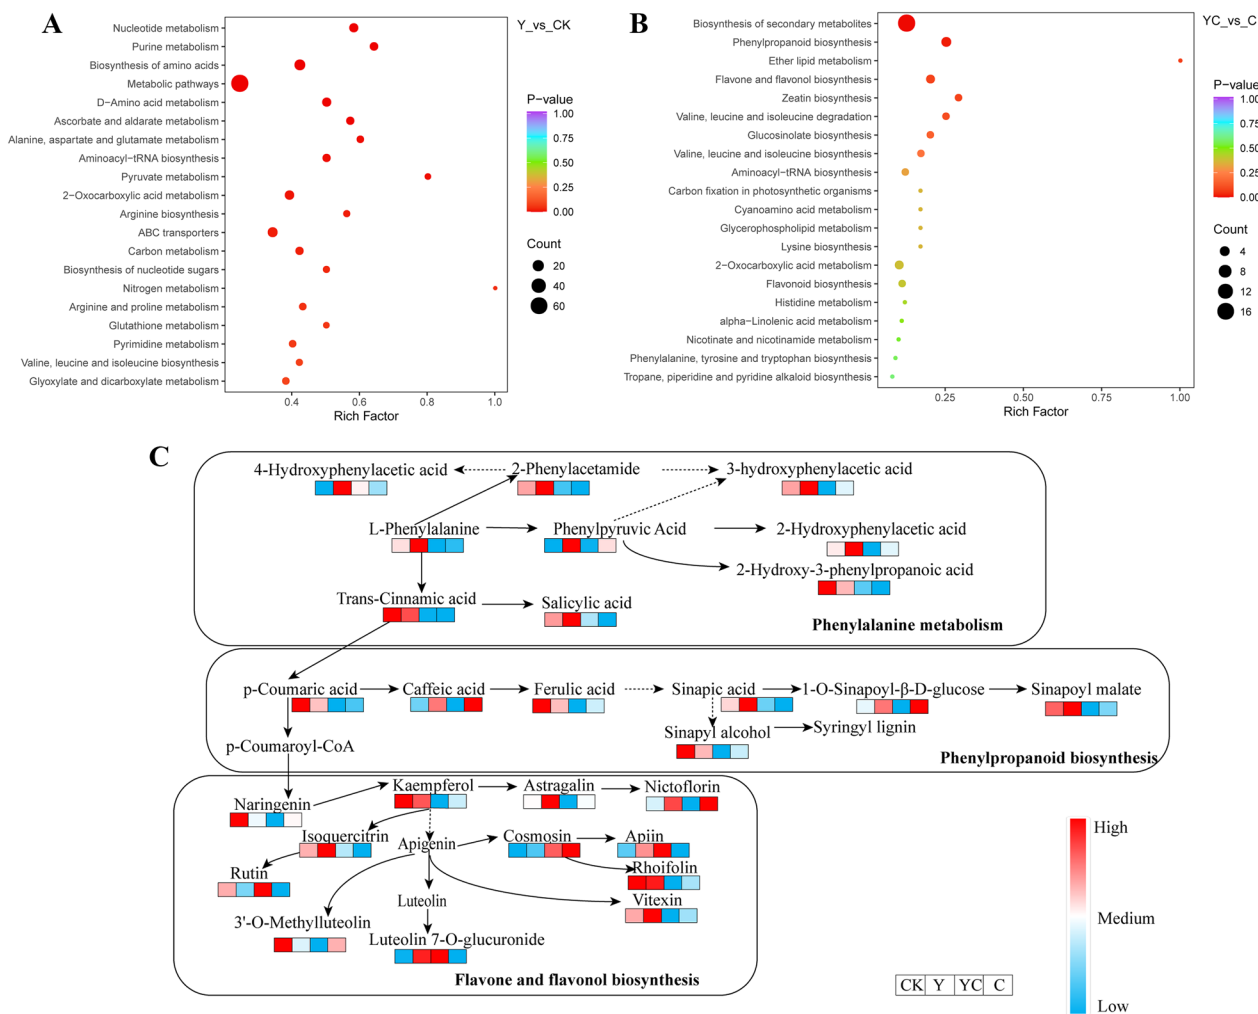 A
Y_vs_CK
Nucleotide metabolism
Purine metabolism
Biosynthesis of amino acids
Metabolic pathways
D−Amino acid metabolism
Ascorbate and aldarate metabolism
Alanine, aspartate and glutamate metabolism
Aminoacyl−tRNA biosynthesis
Pyruvate metabolism
2−Oxocarboxylic acid metabolism
Arginine biosynthesis
ABC transporters
Carbon metabolism
Biosynthesis of nucleotide sugars
Nitrogen metabolism
Arginine and proline metabolism
Glutathione metabolism
Pyrimidine metabolism
Valine, leucine and isoleucine biosynthesis
Glyoxylate and dicarboxylate metabolism
0.4 0.6 0.8 1.0
Rich Factor
P−value
1.00
0.75
0.50
0.25
0.00
Count
20
40
60
B
YC_vs_C
Biosynthesis of secondary metabolites
Phenylpropanoid biosynthesis
Ether lipid metabolism
Flavone and flavonol biosynthesis
Zeatin biosynthesis
Valine, leucine and isoleucine degradation
Glucosinolate biosynthesis
Valine, leucine and isoleucine biosynthesis
Aminoacyl−tRNA biosynthesis
Carbon fixation in photosynthetic organisms
Cyanoamino acid metabolism
Glycerophospholipid metabolism
Lysine biosynthesis
2−Oxocarboxylic acid metabolism
Flavonoid biosynthesis
Histidine metabolism
alpha−Linolenic acid metabolism
Nicotinate and nicotinamide metabolism
Phenylalanine, tyrosine and tryptophan biosynthesis
Tropane, piperidine and pyridine alkaloid biosynthesis
0.25 0.50 0.75 1.00
Rich Factor
P−value
1.00
0.75
0.50
0.25
0.00
Count
4
8
12
16
C
4-Hydroxyphenylacetic acid 2-Phenylacetamide 3-hydroxyphenylacetic acid
L-Phenylalanine Phenylpyruvic Acid 2-Hydroxyphenylacetic acid
2-Hydroxy-3-phenylpropanoic acid
Trans-Cinnamic acid Salicylic acid
Phenylalanine metabolism
p-Coumaric acid Caffeic acid Ferulic acid Sinapic acid 1-O-Sinapoyl-β-D-glucose Sinapoyl malate
Sinapyl alcohol Syringyl lignin
p-Coumaroyl-CoA
Phenylpropanoid biosynthesis
Kaempferol Astragalin Nictoflorin
Naringenin
Isoquercitrin Apigenin Cosmosin Apiin
Rutin Rhoifolin
Luteolin Vitexin
3'-O-Methylluteolin
Luteolin 7-O-glucuronide
Flavone and flavonol biosynthesis
High
Medium
Low
CK Y YC C